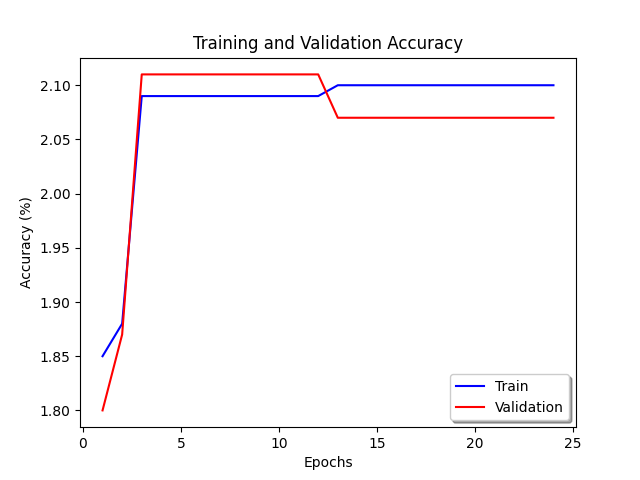 Training and Validation Accuracy
Accuracy (%)
2.10
2.05
2.00
1.95
1.90
1.85
1.80
0 5 10 15 20 25
Epochs
Train
Validation